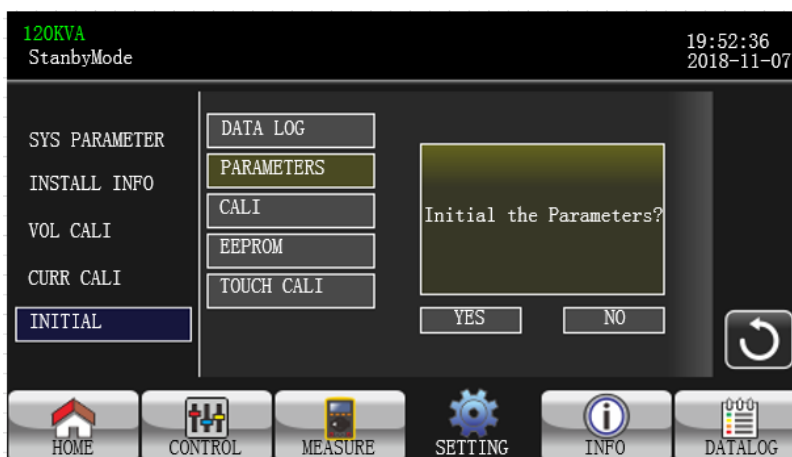 120KVA
StanbyMode
19:52:36
2018-11-07
SYS PARAMETER
INSTALL INFO
VOL CALI
CURR CALI
INITIAL
DATA LOG
PARAMETERS
CALI
EEPROM
TOUCH CALI
Initial the Parameters?
YES
NO
HOME
CONTROL
MEASURE
SETTING
INFO
DATALOG